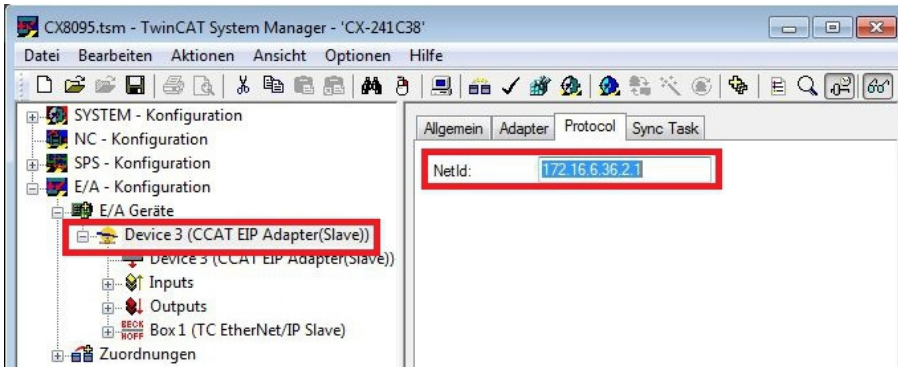 CX8095.tsm - TwinCAT System Manager - 'CX-241C38'
Datei Bearbeiten Aktionen Ansicht Optionen Hilfe
SYSTEM - Konfiguration
NC - Konfiguration
SPS - Konfiguration
E/A - Konfiguration
E/A Geräte
Device 3 (CCAT EIP Adapter(Slave))
Device 3 (CCAT EIP Adapter(Slave))
Inputs
Outputs
BECK
HOFF
Box 1 (TC EtherNet/IP Slave)
Zuordnungen
Allgemein Adapter Protocol Sync Task
NetId: 172.16.6.36.2.1